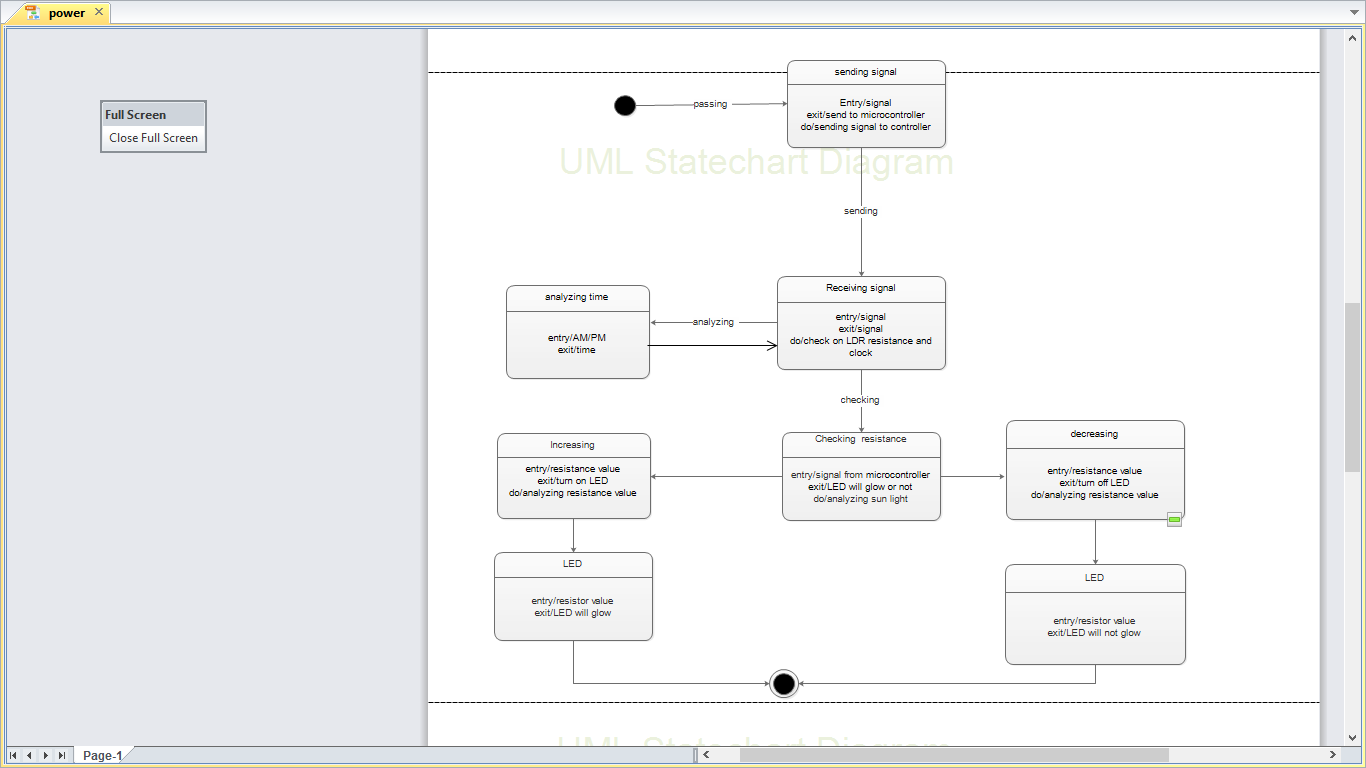 power
Full Screen
Close Full Screen
sending signal
Entry/signal
exit/send to microcontroller
do/sending signal to controller
passing
UML Statechart Diagram
sending
Receiving signal
entry/signal
exit/signal
do/check on LDR resistance and
clock
analyzing time
entry/AM/PM
exit/time
analyzing
checking
Increasing
entry/resistance value
exit/turn on LED
do/analyzing resistance value
Checking resistance
entry/signal from microcontroller
exit/LED will glow or not
do/analyzing sun light
decreasing
entry/resistance value
exit/turn off LED
do/analyzing resistance value
LED
entry/resistor value
exit/LED will glow
LED
entry/resistor value
exit/LED will not glow
UML Statechart Diagram
Page-1